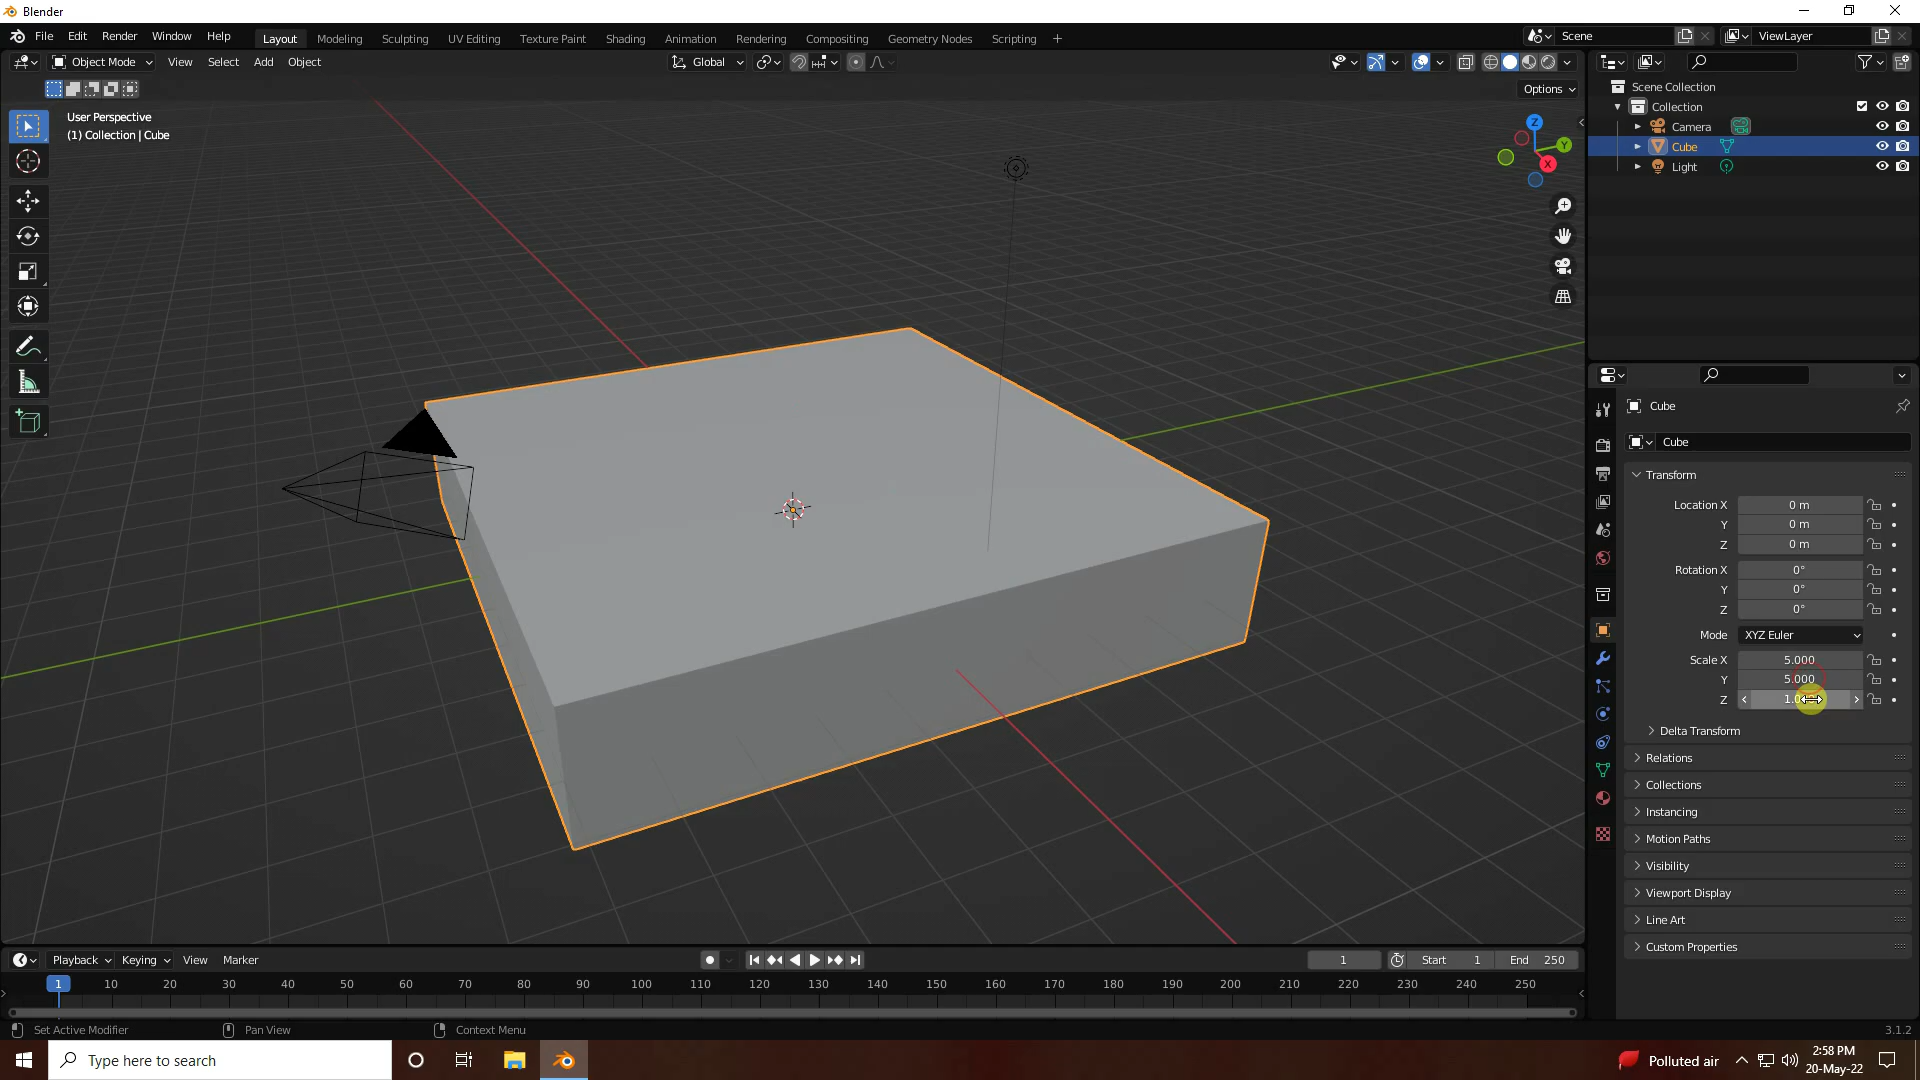 Blender
File Edit Render Window Help
Layout Modeling Sculpting UV Editing Texture Paint Shading Animation Rendering Compositing Geometry Nodes Scripting +
Scene
ViewLayer
Object Mode View Select Add Object
Global
Options
User Perspective
(1) Collection | Cube
Z
Y
X
Scene Collection
Collection
Camera
Cube
Light
Cube
Cube
Transform
Location X 0 m
Y 0 m
Z 0 m
Rotation X 0°
Y 0°
Z 0°
Mode XYZ Euler
Scale X 5.000
Y 5.000
Z
Delta Transform
Relations
Collections
Instancing
Motion Paths
Visibility
Viewport Display
Line Art
Custom Properties
Playback Keying View Marker
1 Start 1 End 250
1 10 20 30 40 50 60 70 80 90 100 110 120 130 140 150 160 170 180 190 200 210 220 230 240 250
Set Active Modifier Pan View Context Menu
3.1.2
Type here to search
Polluted air
2:58 PM
20-May-22